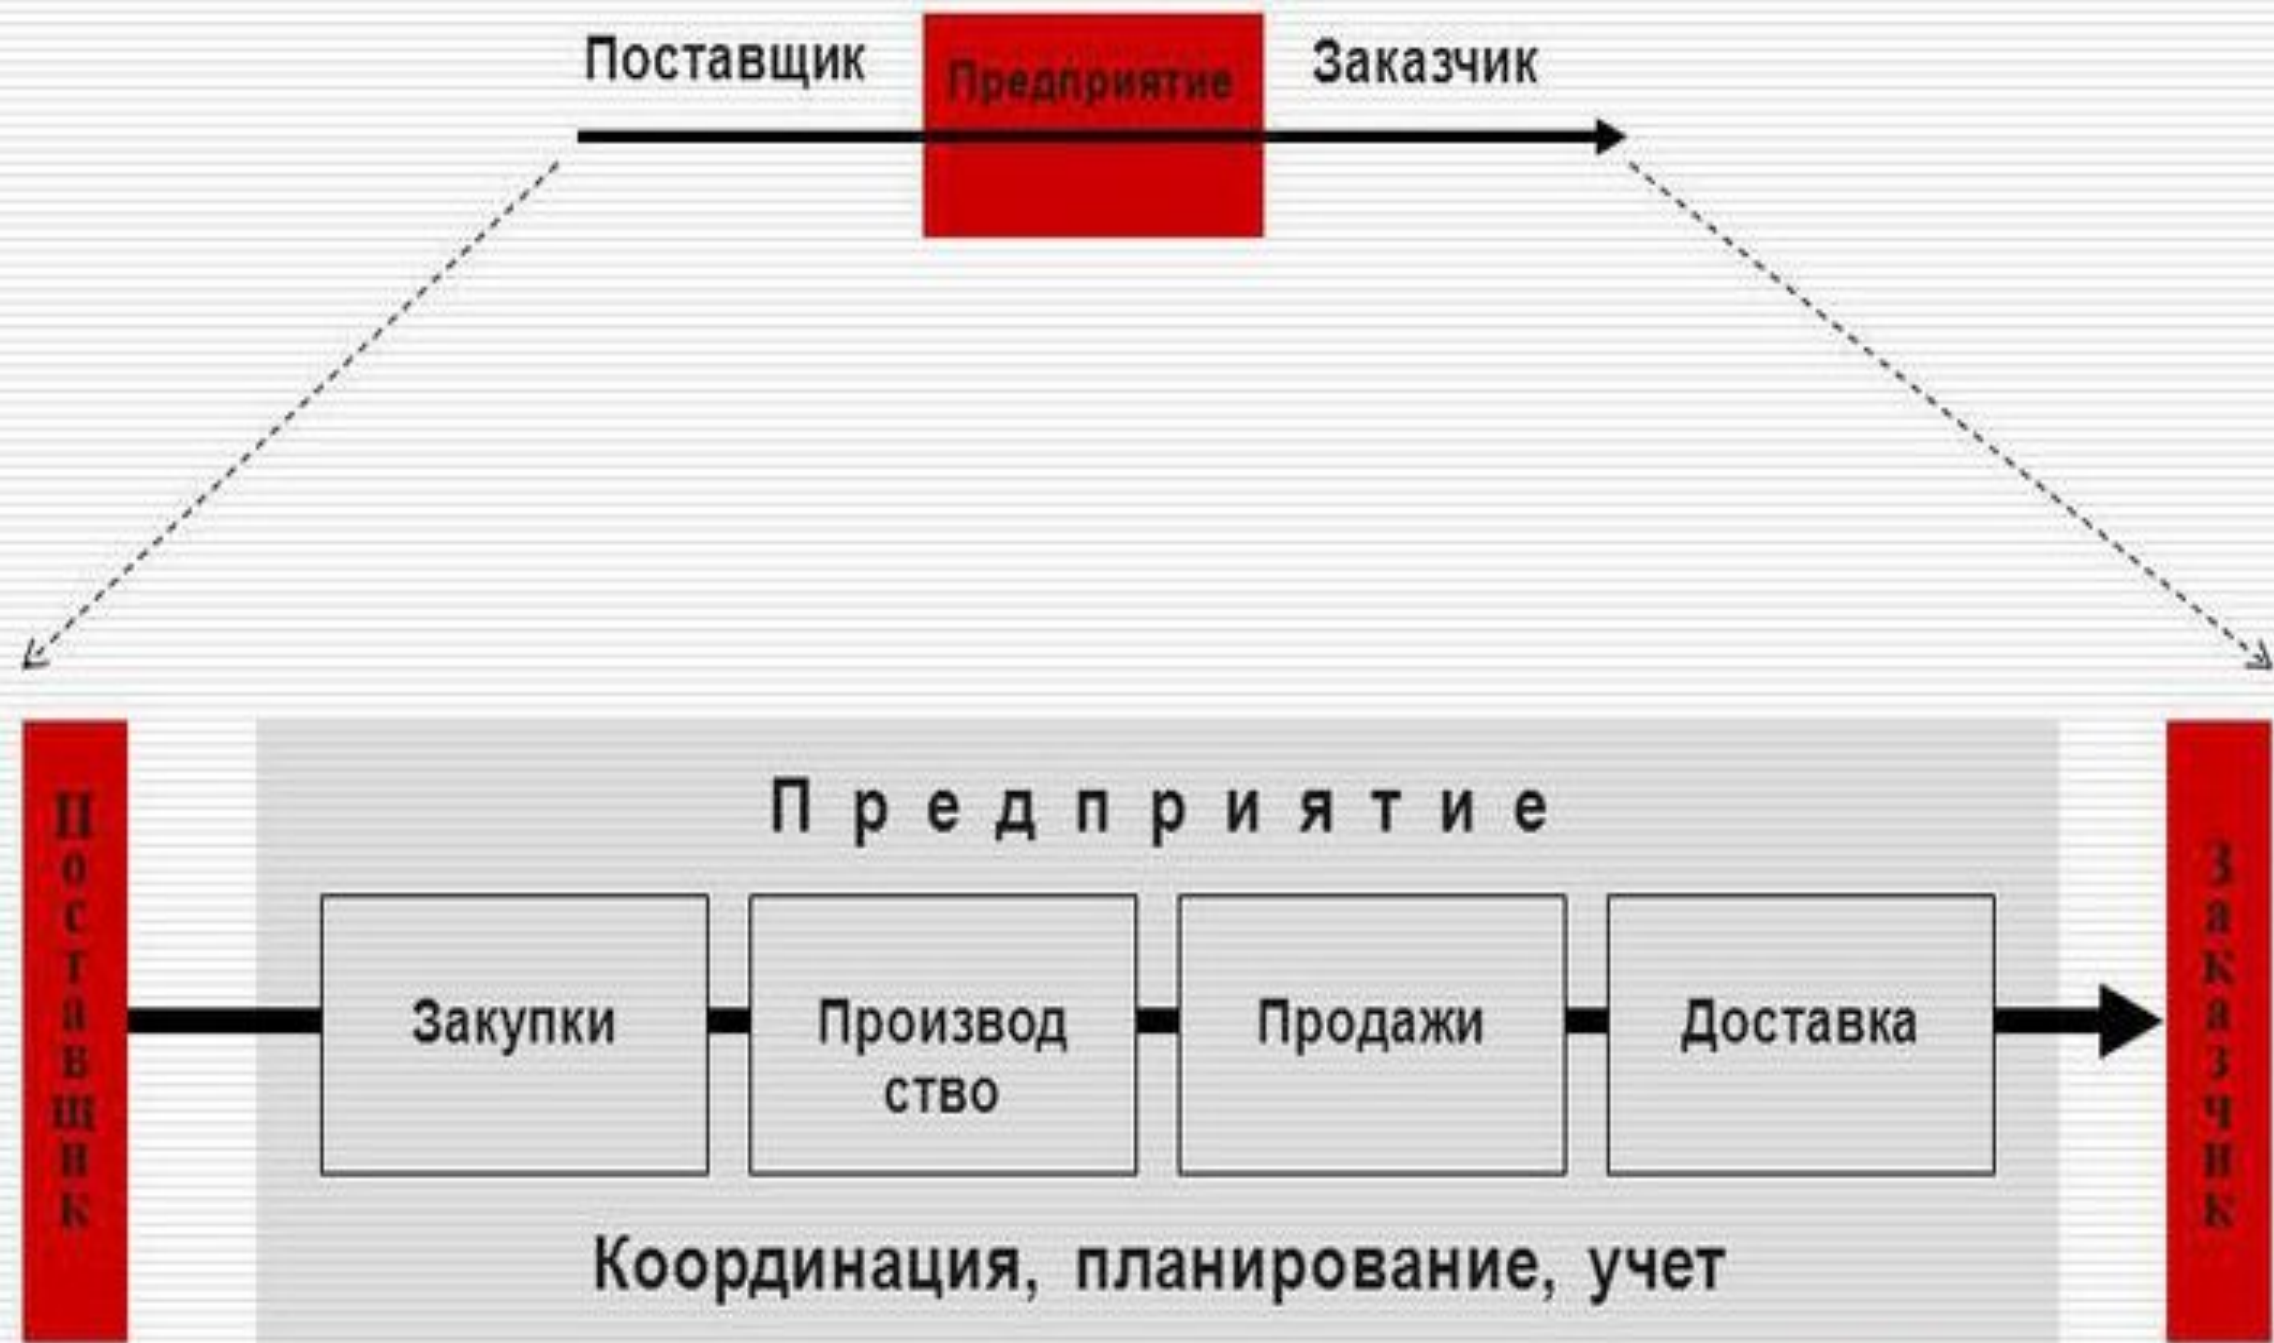 Поставщик
Предприятие
Заказчик
Предприятие
Поставщик
Закупки
Производ
ство
Продажи
Доставка
Заказчик
Координация, планирование, учет